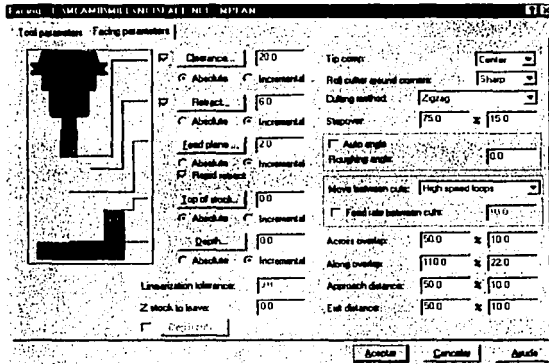 Tool parameters Facing parameters
Clearance... 20.0
Absolute Incremental
Retract... 6.0
Absolute Incremental
Feed plane... 2.0
Absolute Incremental
Rapid retract
Top of stock... 0.0
Absolute Incremental
Depth... 0.0
Absolute Incremental
Linearization tolerance:
Z stock to leave: 0.0
Tip comp: Center
Roll cutter around corners: Sharp
Cutting method: Zigzag
Stepover: 75.0 % 15.0
Auto angle
Roughing angle: 0.0
Move between cuts: High speed loops
Feed rate between cuts 10.0
Across overlap: 50.0 % 10.0
Along overlap: 110.0 % 22.0
Approach distance: 50.0 % 10.0
Exit distance: 50.0 % 10.0
Aceptar Cancelar Ayuda